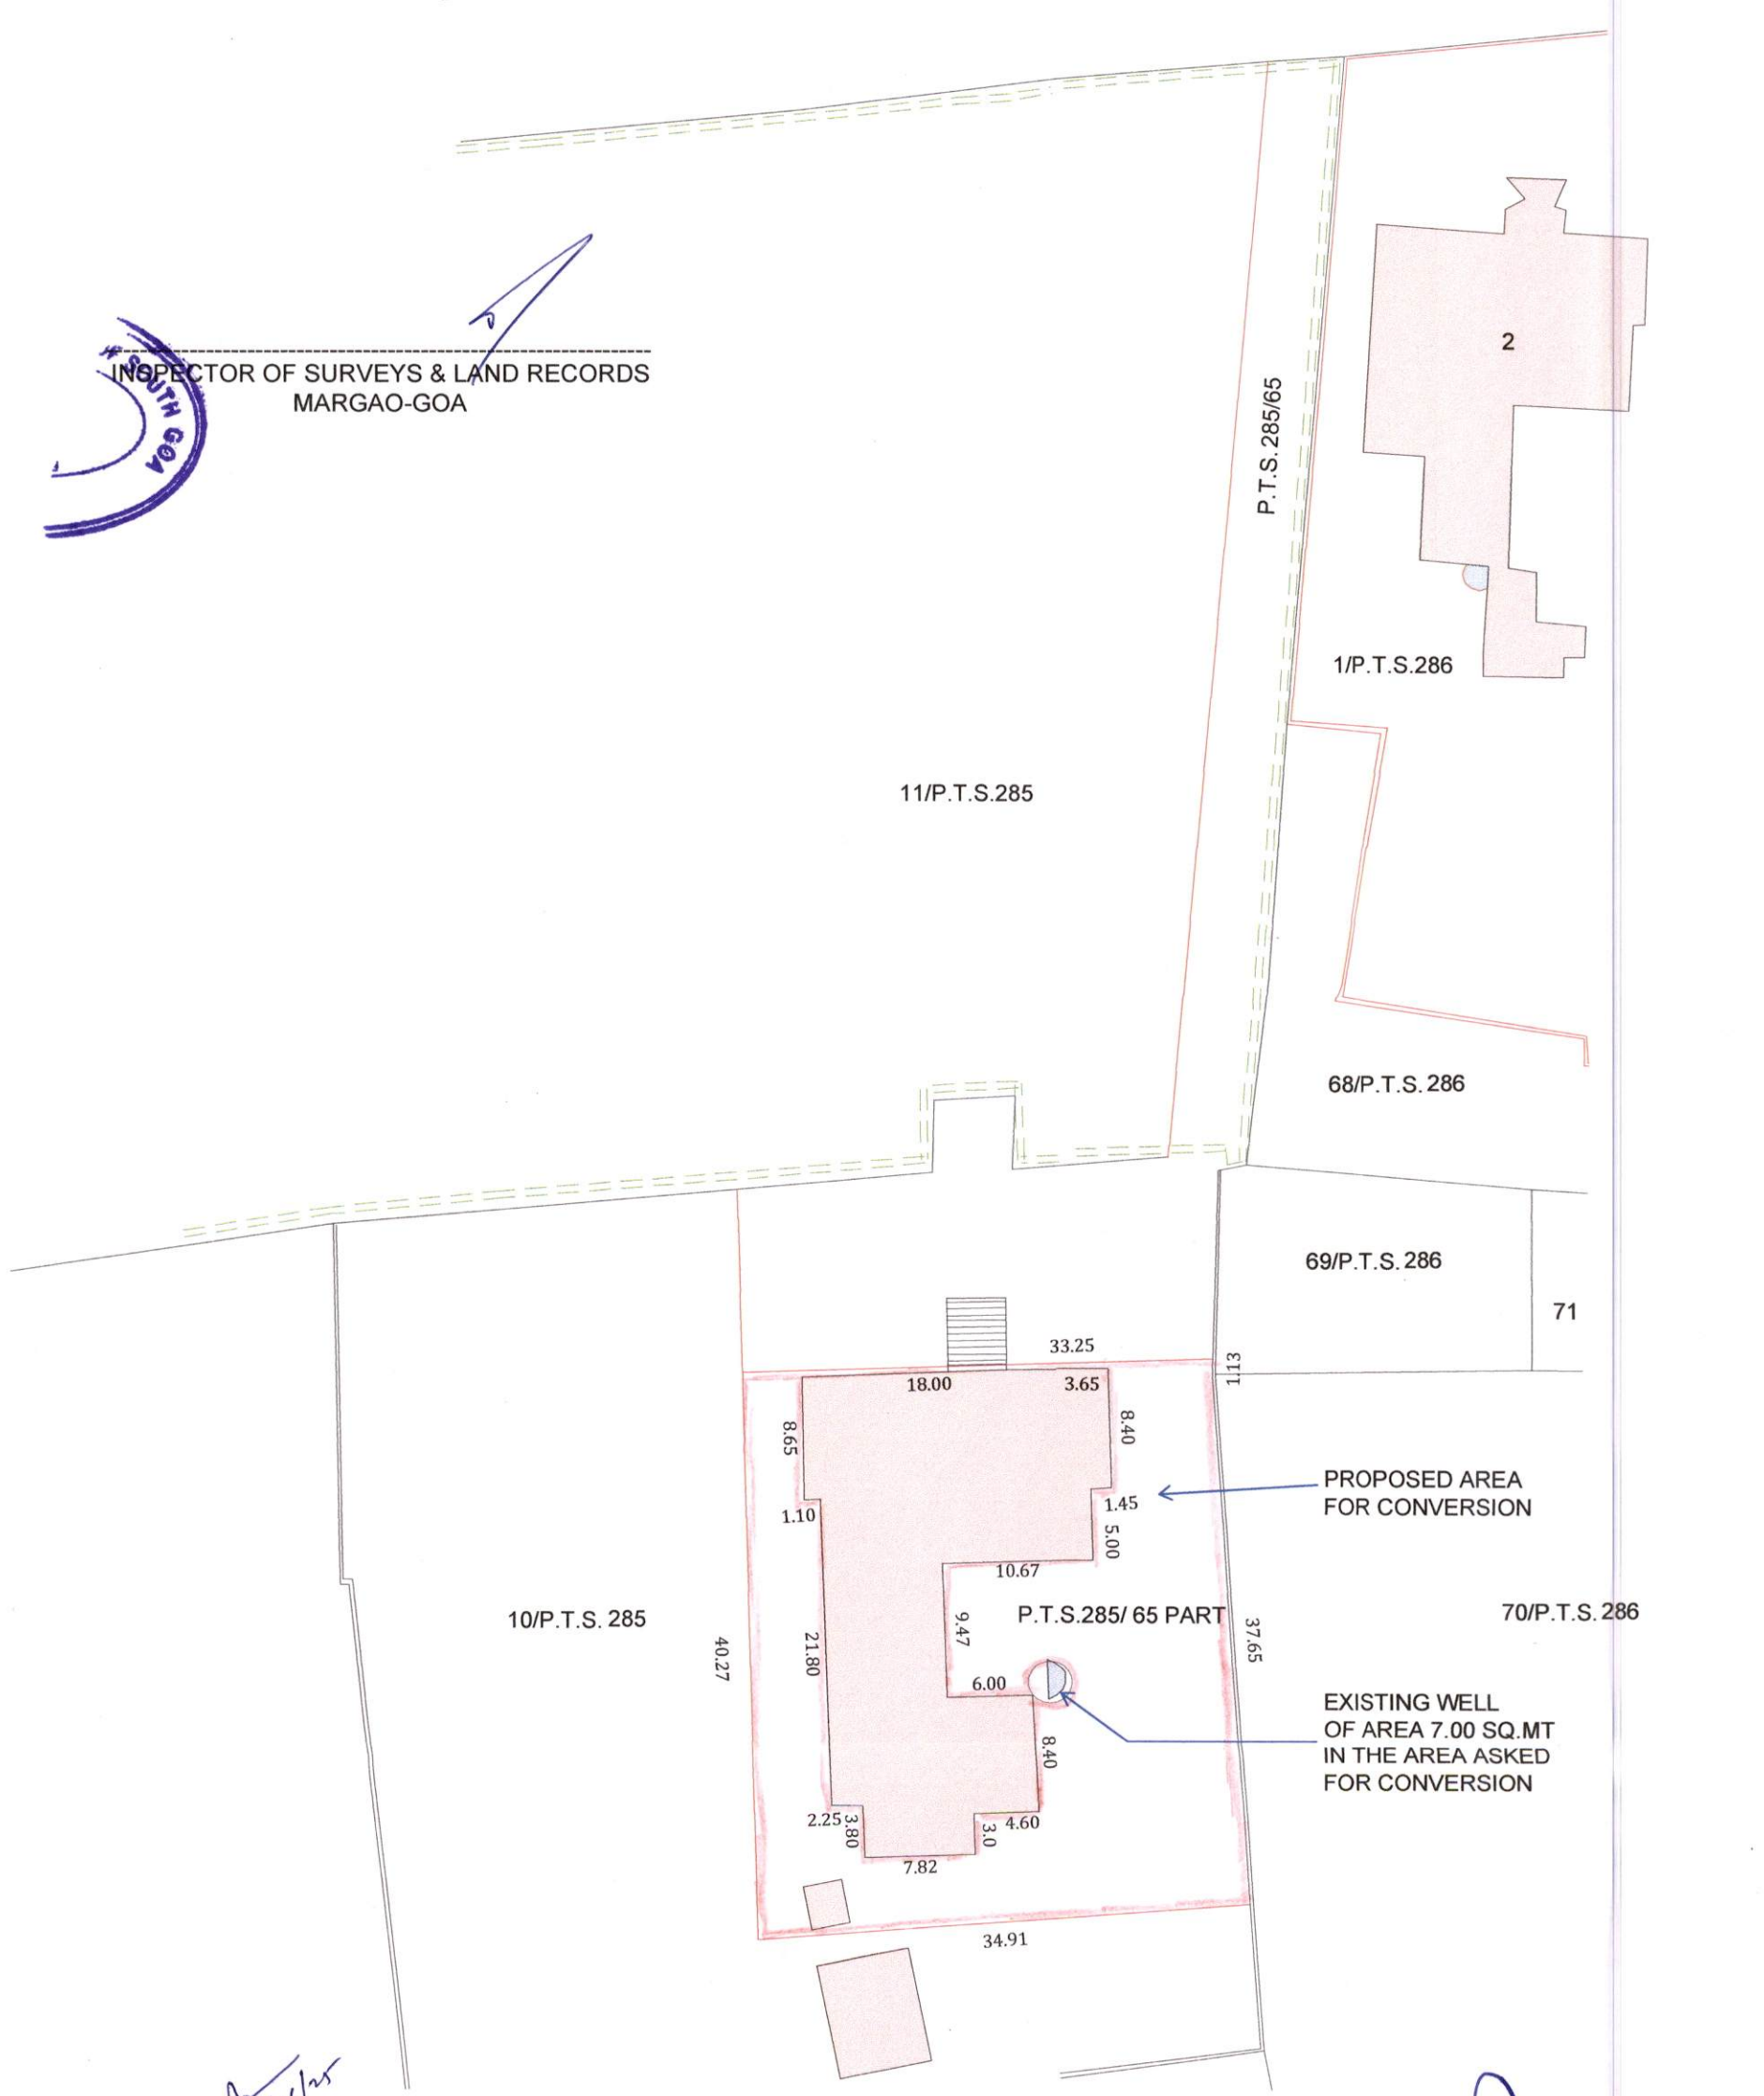 2
INSPECTOR OF SURVEYS & LAND RECORDS
MARGAO-GOA
SOUTH GOA
P.T.S. 285/65
1/P.T.S.286
11/P.T.S.285
68/P.T.S. 286
69/P.T.S. 286
71
33.25
1.13
18.00
3.65
8.65
8.40
PROPOSED AREA
FOR CONVERSION
1.45
1.10
5.00
10.67
10/P.T.S. 285
P.T.S.285/ 65 PART
70/P.T.S. 286
9.47
40.27
21.80
37.65
6.00
EXISTING WELL
OF AREA 7.00 SQ.MT
IN THE AREA ASKED
FOR CONVERSION
8.40
2.25
3.80
3.0
4.60
7.82
34.91